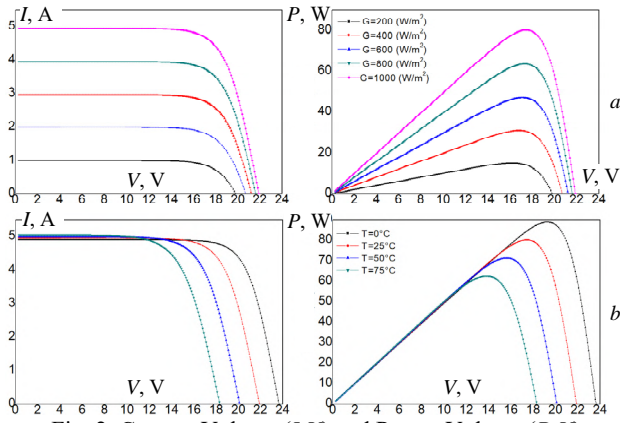 I, A
5
4
3
2
1
0
V, V
0 2 4 6 8 10 12 14 16 18 20 22 24
P, W
80
60
40
20
0
G=200 (W/m²)
G=400 (W/m²)
G=600 (W/m²)
G=800 (W/m²)
G=1000 (W/m²)
V, V
0 2 4 6 8 10 12 14 16 18 20 22 24
a
I, A
5
4
3
2
1
0
V, V
0 2 4 6 8 10 12 14 16 18 20 22 24
P, W
80
70
60
50
40
30
20
10
0
T=0°C
T=25°C
T=50°C
T=75°C
V, V
0 2 4 6 8 10 12 14 16 18 20 22 24
b